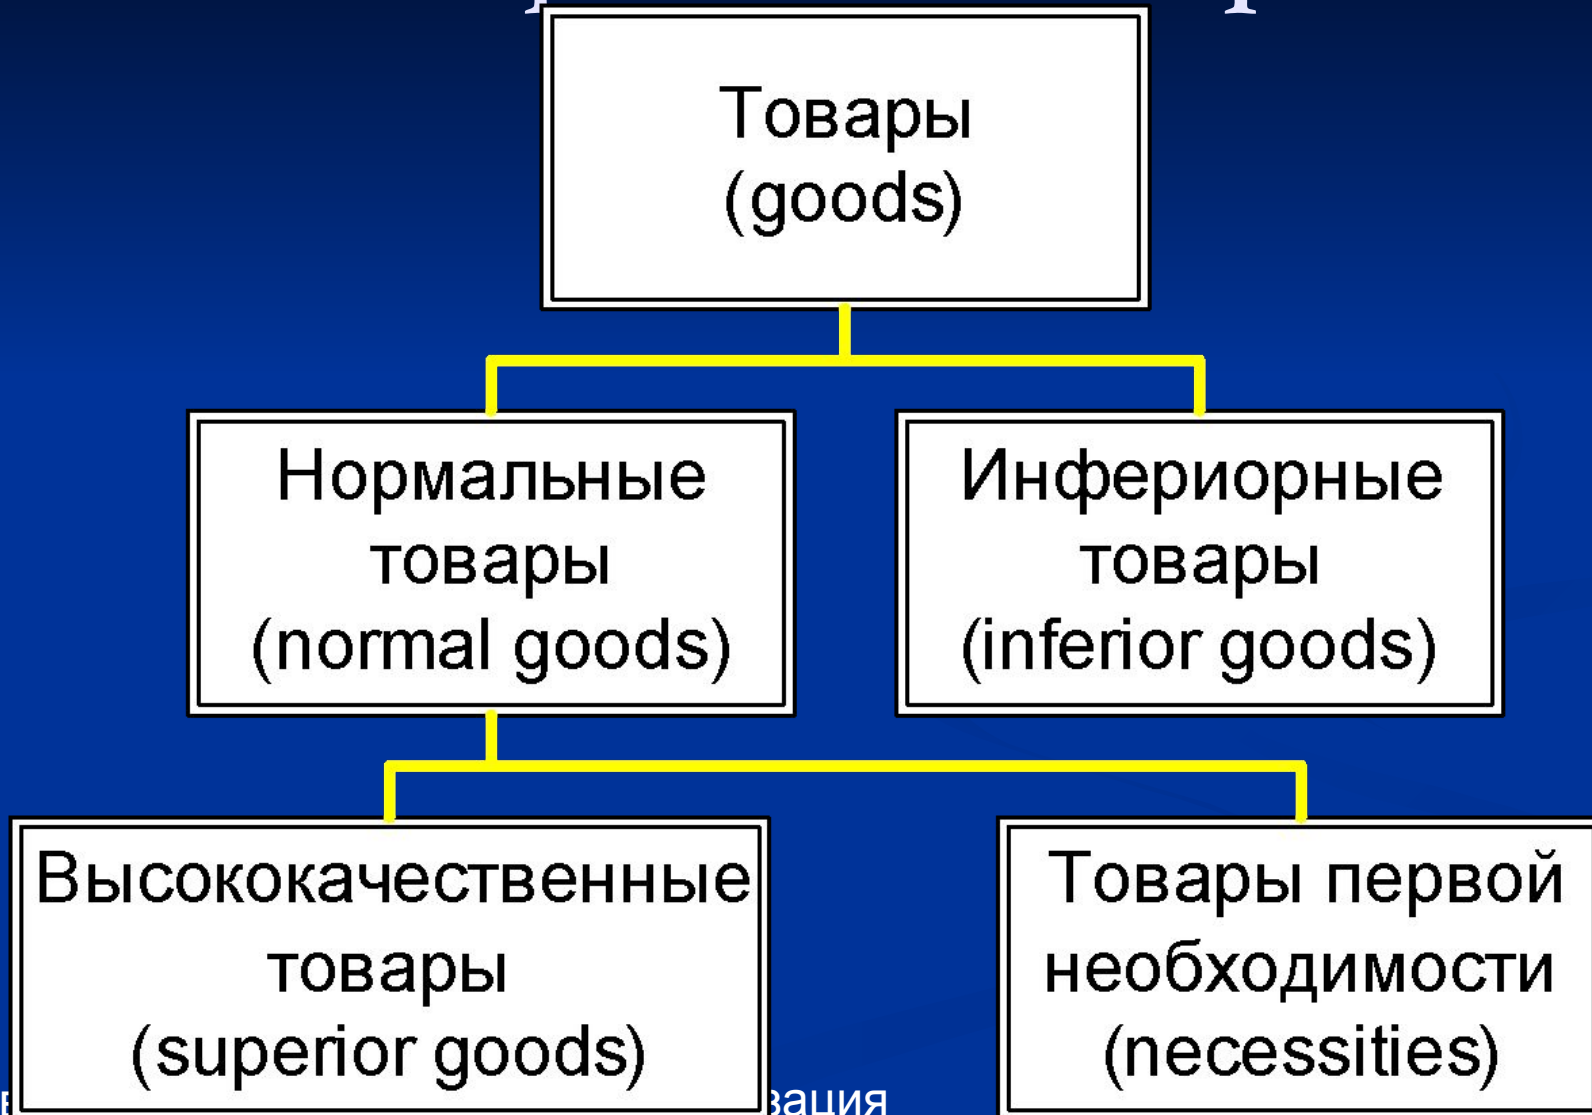 Товары
(goods)
Нормальные
товары
(normal goods)
Инфериорные
товары
(inferior goods)
Высококачественные
товары
(superior goods)
Товары первой
необходимости
(necessities)